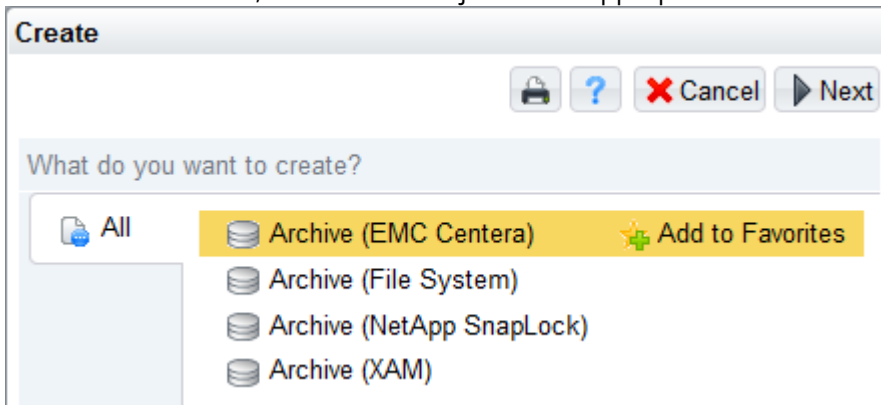 Create
? Cancel Next
What do you want to create?
All
Archive (EMC Centera) Add to Favorites
Archive (File System)
Archive (NetApp SnapLock)
Archive (XAM)